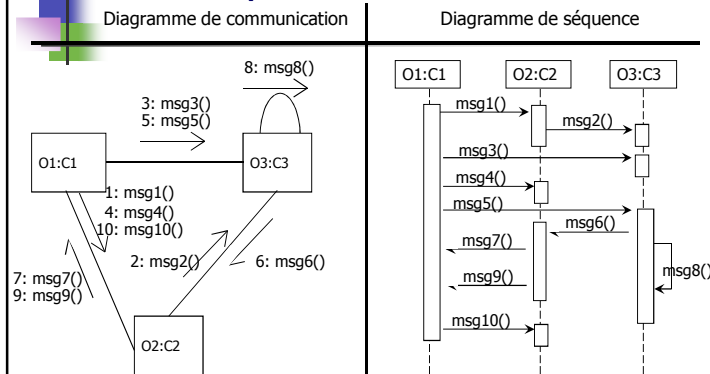 Diagramme de communication
Diagramme de séquence
8: msg8()
3: msg3()
5: msg5()
O1:C1
O3:C3
1: msg1()
4: msg4()
10: msg10()
2: msg2()
6: msg6()
7: msg7()
9: msg9()
O2:C2
O1:C1
O2:C2
O3:C3
msg1()
msg2()
msg3()
msg4()
msg5()
msg6()
msg7()
msg8()
msg9()
msg10()